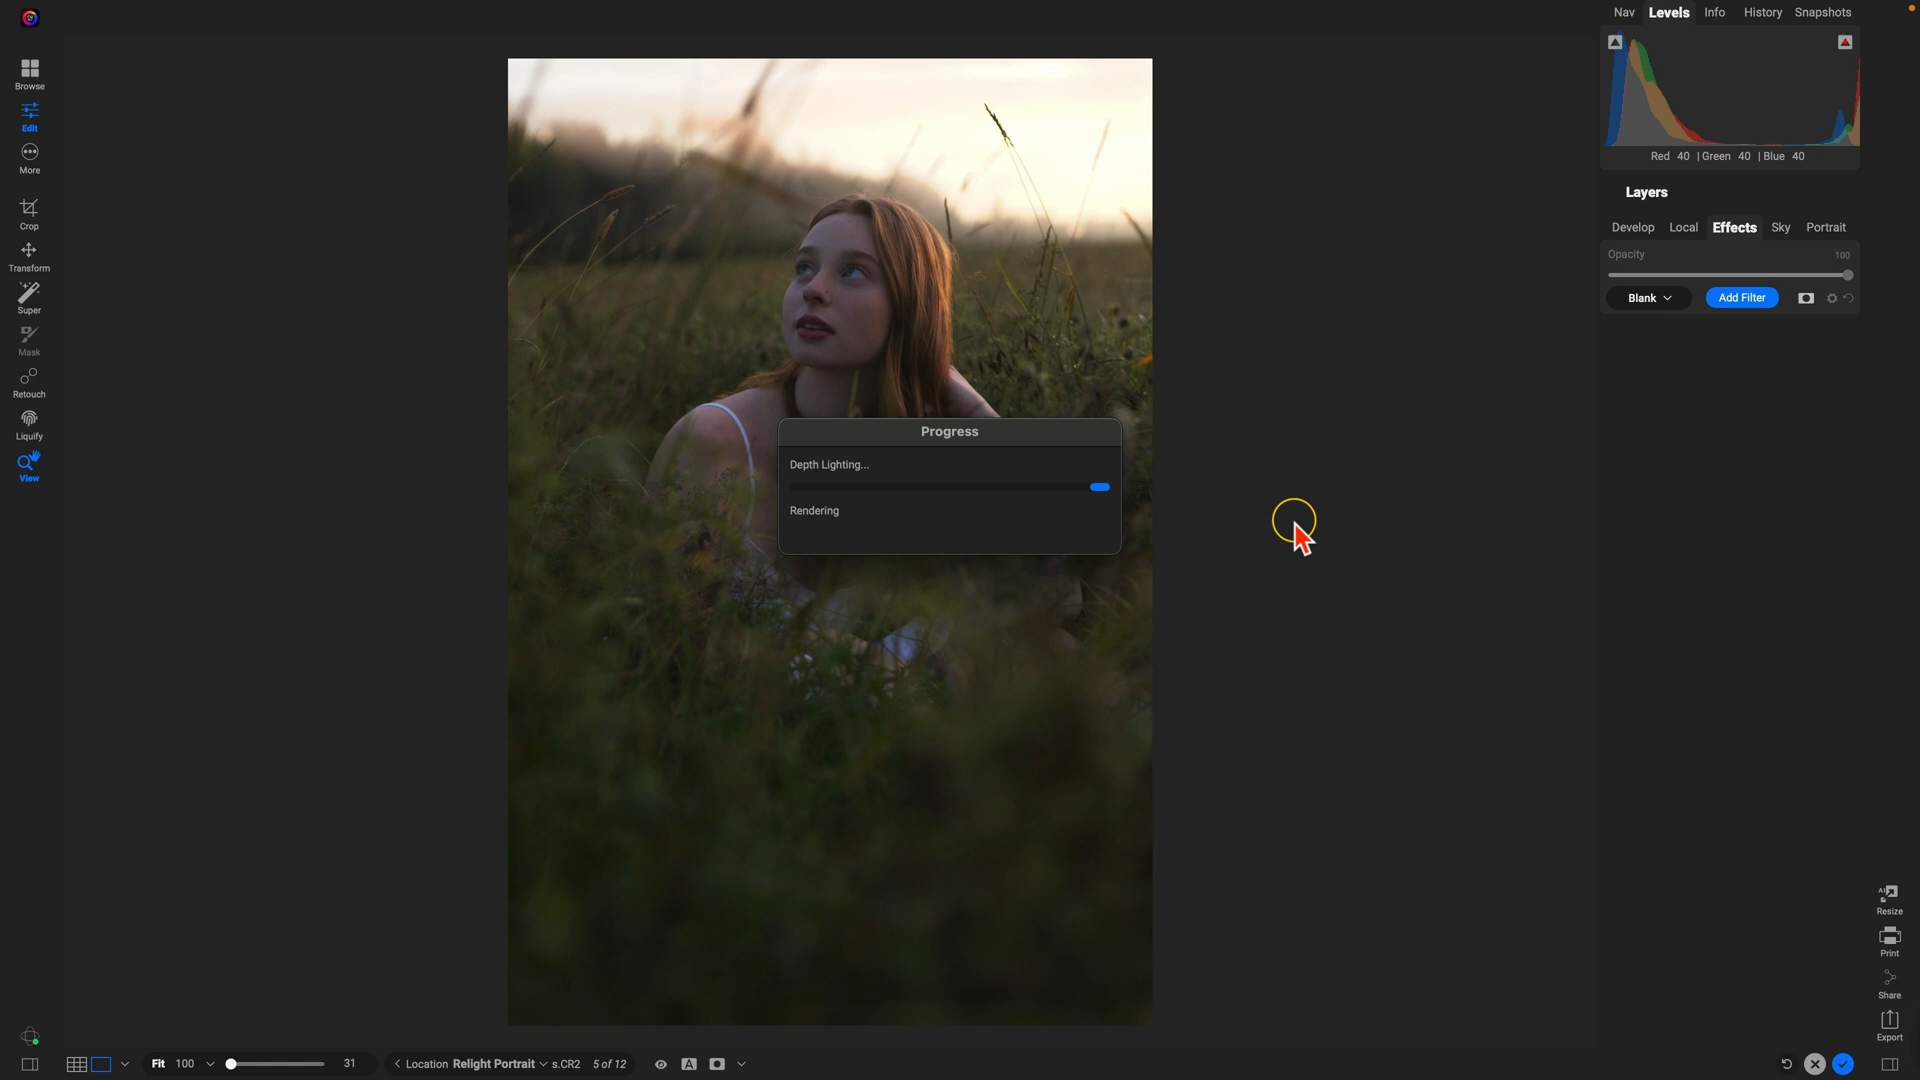 Nav Levels Info History Snapshots
Red 40 | Green 40 | Blue 40
Layers
Develop Local Effects Sky Portrait
Opacity 100
Blank Add Filter
Browse
Edit
More
Crop
Transform
Super
Mask
Retouch
Liquify
View
Progress
Depth Lighting...
Rendering
AI
Resize
Print
Share
Export
Fit 100 31 Location Relight Portrait s.CR2 5 of 12 A